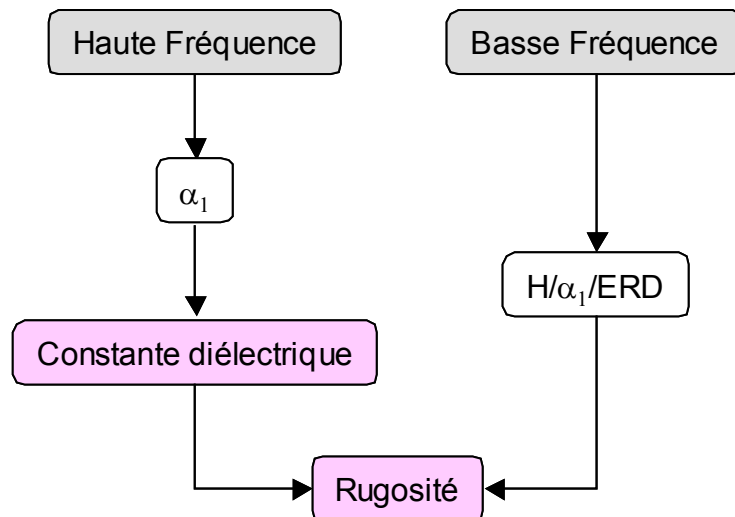 Haute Fréquence
Basse Fréquence
α₁
H/α₁/ERD
Constante diélectrique
Rugosité